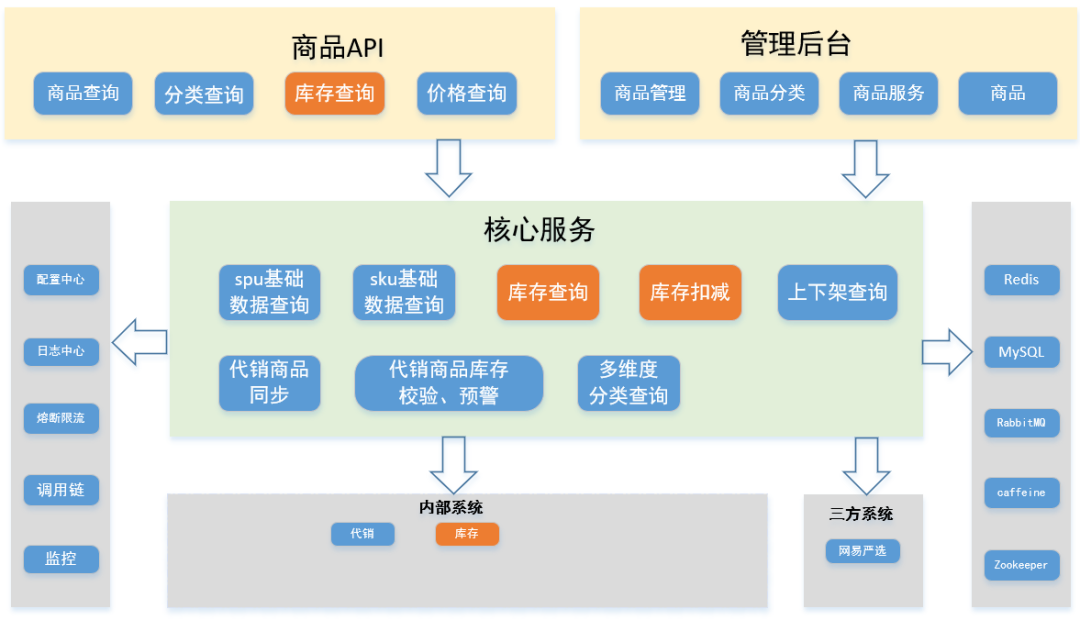 商品API
商品查询
分类查询
库存查询
价格查询
管理后台
商品管理
商品分类
商品服务
商品
配置中心
日志中心
熔断限流
调用链
监控
核心服务
spu基础
数据查询
sku基础
数据查询
库存查询
库存扣减
上下架查询
代销商品
同步
代销商品库存
校验、预警
多维度
分类查询
Redis
MySQL
RabbitMQ
caffeine
Zookeeper
内部系统
代销
库存
三方系统
网易严选